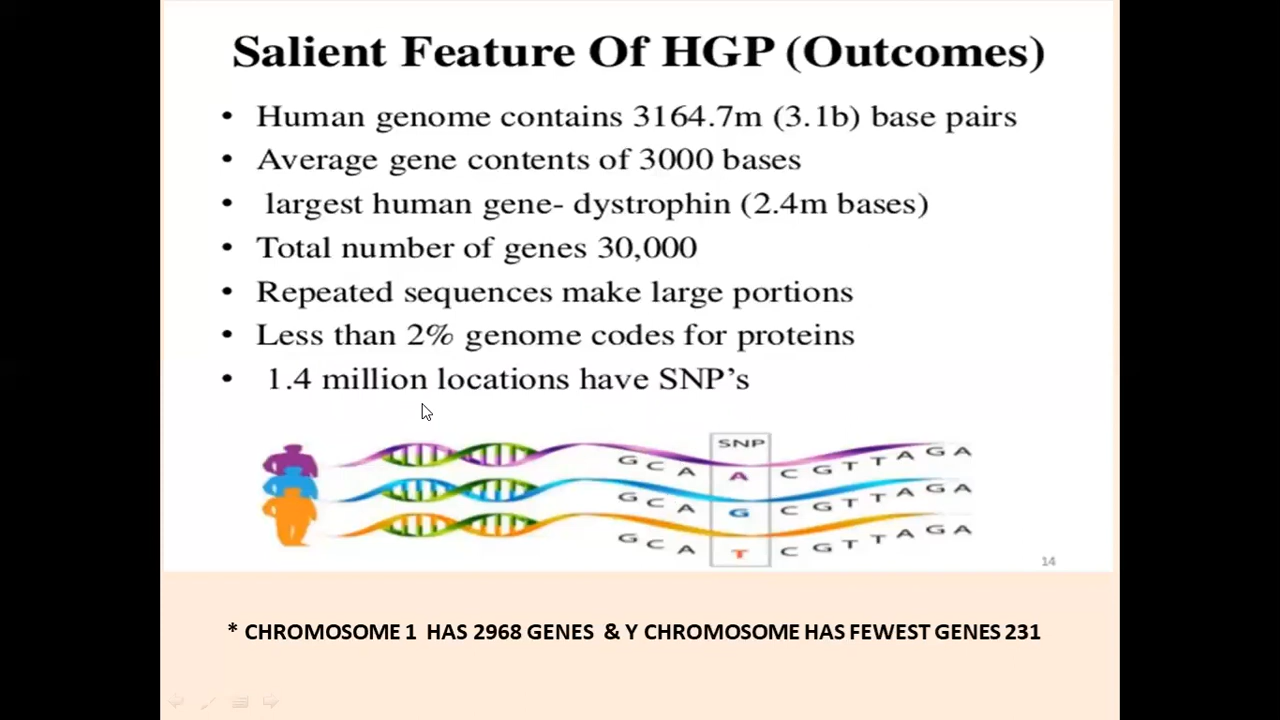 Salient Feature Of HGP (Outcomes)
• Human genome contains 3164.7m (3.1b) base pairs
• Average gene contents of 3000 bases
• largest human gene- dystrophin (2.4m bases)
• Total number of genes 30,000
• Repeated sequences make large portions
• Less than 2% genome codes for proteins
• 1.4 million locations have SNP’s
SNP
G C A A C G T T A G A
G C A G C G T T A G A
G C A T C G T T A G A
14
* CHROMOSOME 1 HAS 2968 GENES & Y CHROMOSOME HAS FEWEST GENES 231